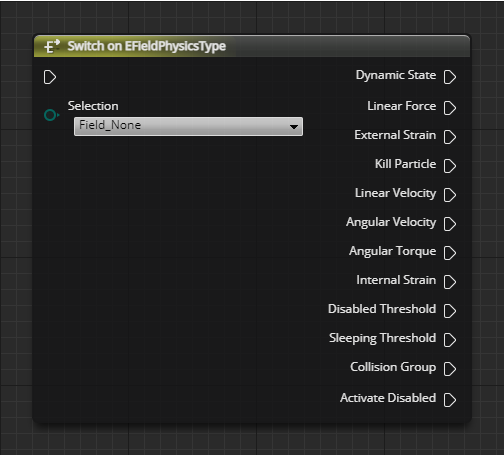 Switch on EFieldPhysicsType
Dynamic State
Selection
Field_None
Linear Force
External Strain
Kill Particle
Linear Velocity
Angular Velocity
Angular Torque
Internal Strain
Disabled Threshold
Sleeping Threshold
Collision Group
Activate Disabled